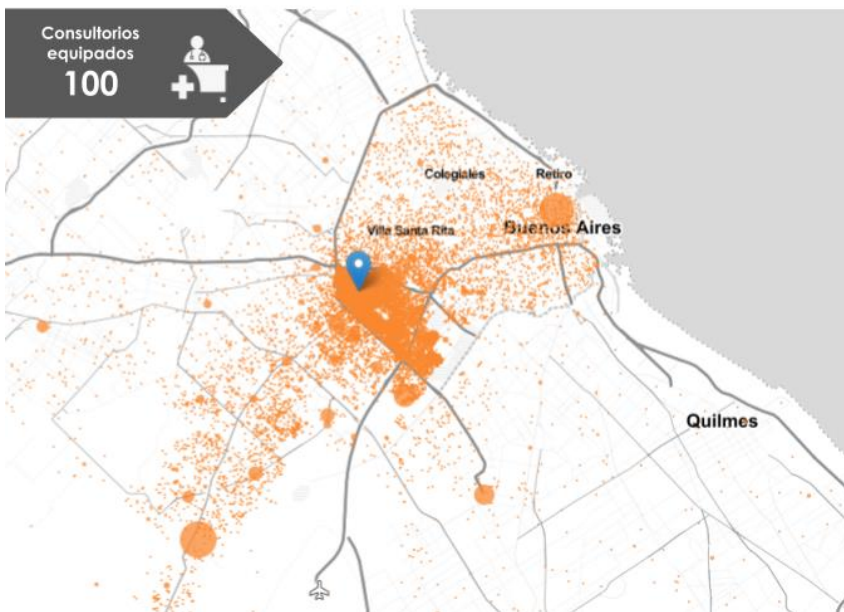 Consultorios
equipados
100
Colegiales
Retiro
Villa Santa Rita
Buenos Aires
Quilmes